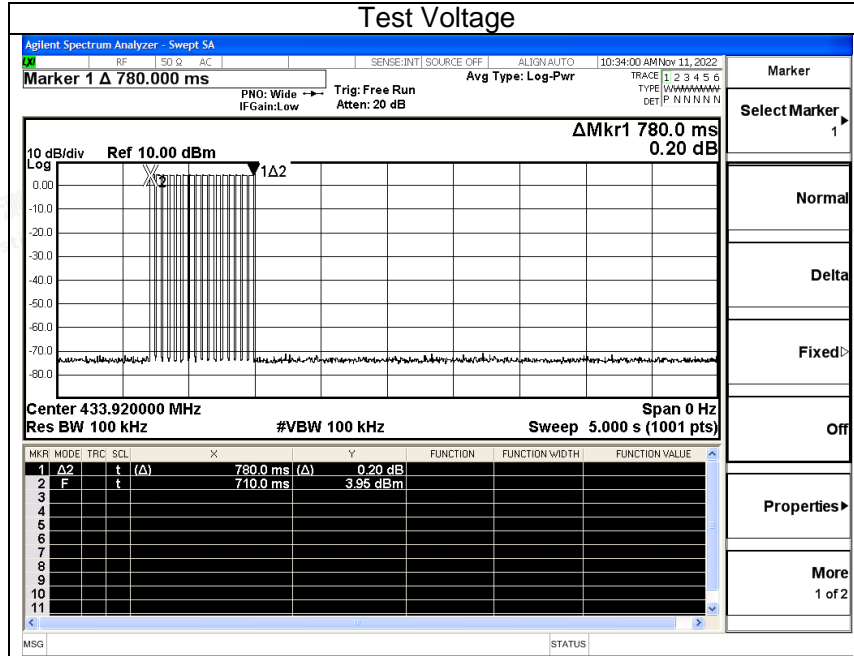 Test Voltage
Agilent Spectrum Analyzer - Swept SA
LXI RF 50 Ω AC SENSE:INT SOURCE OFF ALIGN AUTO 10:34:00 AM Nov 11, 2022
Marker 1 Δ 780.000 ms
PNO: Wide
IFGain:Low
Trig: Free Run
Atten: 20 dB
Avg Type: Log-Pwr
TRACE 1 2 3 4 5 6
TYPE WWWWWW
DET P N N N N N
ΔMkr1 780.0 ms
0.20 dB
10 dB/div Ref 10.00 dBm
Log
1Δ2
2
0.00
-10.0
-20.0
-30.0
-40.0
-50.0
-60.0
-70.0
-80.0
Center 433.920000 MHz Span 0 Hz
Res BW 100 kHz #VBW 100 kHz Sweep 5.000 s (1001 pts)
MKR MODE TRC SCL X Y FUNCTION FUNCTION WIDTH FUNCTION VALUE
1 Δ2 t (Δ) 780.0 ms (Δ) 0.20 dB
2 F t 710.0 ms 3.95 dBm
3
4
5
6
7
8
9
10
11
MSG STATUS
Marker
Select Marker
1
Normal
Delta
Fixed
Off
Properties
More
1 of 2